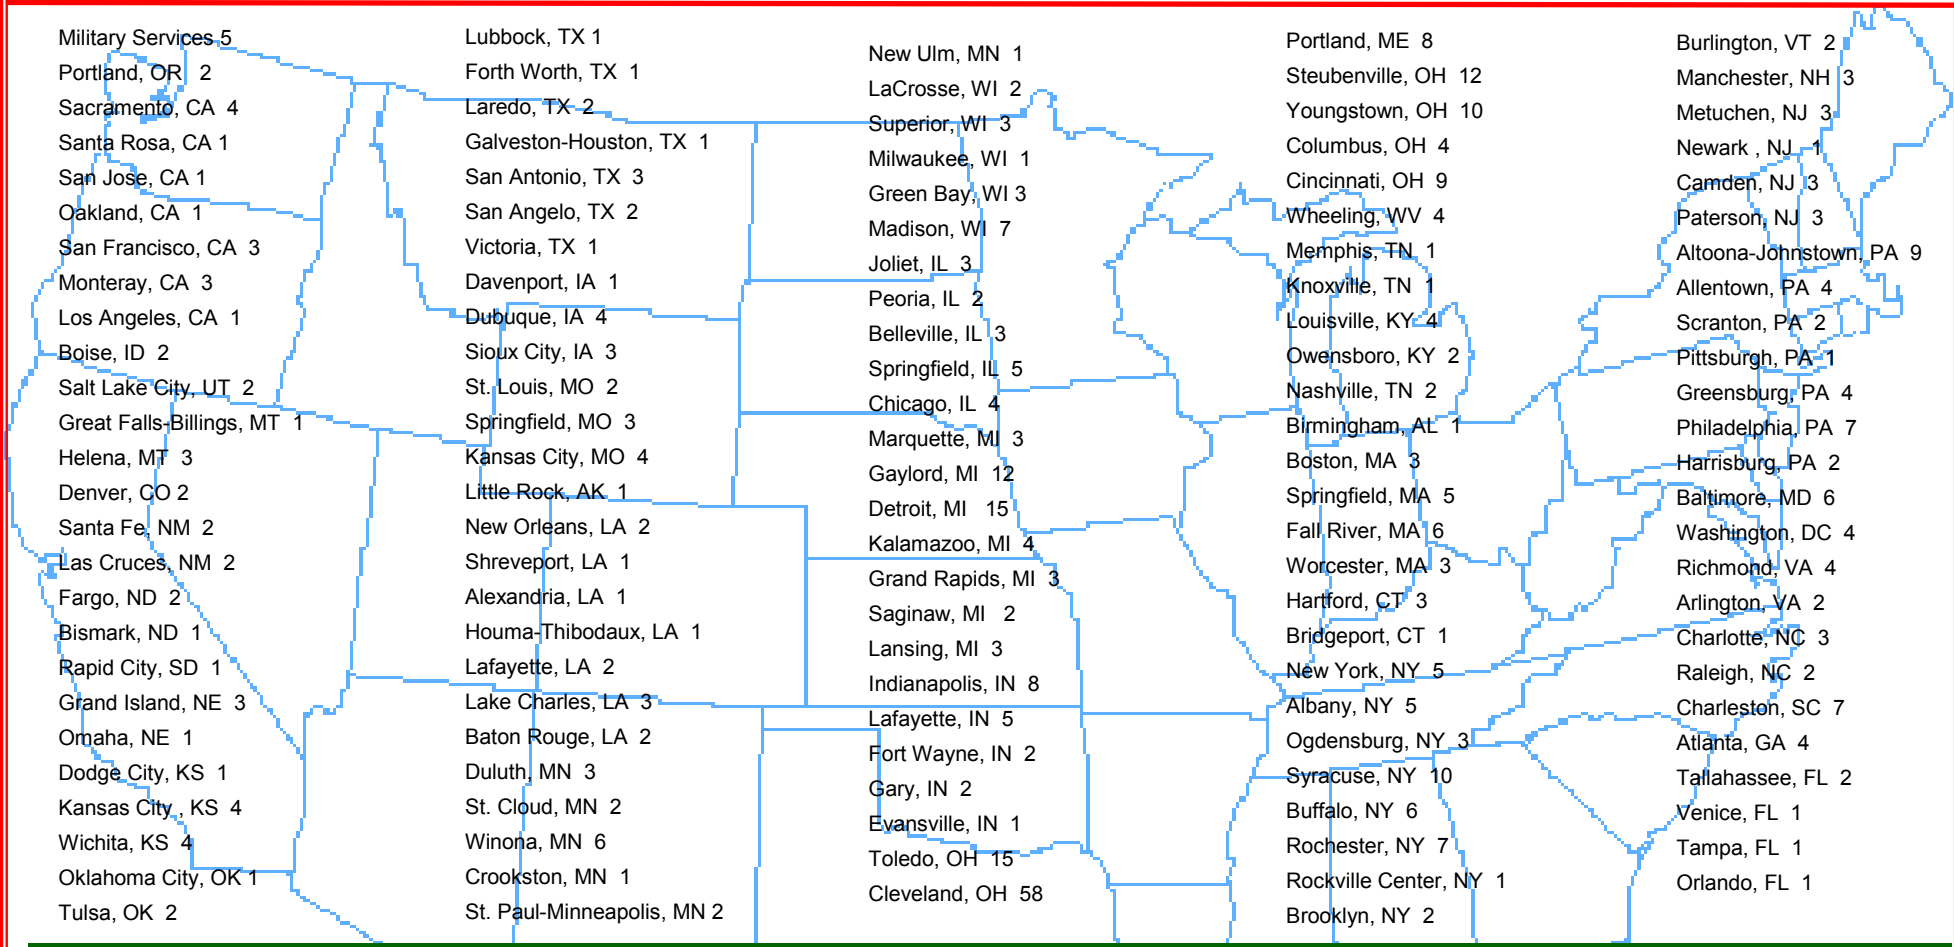 Military Services 5
Portland, OR 2
Sacramento, CA 4
Santa Rosa, CA 1
San Jose, CA 1
Oakland, CA 1
San Francisco, CA 3
Monteray, CA 3
Los Angeles, CA 1
Boise, ID 2
Salt Lake City, UT 2
Great Falls-Billings, MT 1
Helena, MT 3
Denver, CO 2
Santa Fe, NM 2
Las Cruces, NM 2
Fargo, ND 2
Bismark, ND 1
Rapid City, SD 1
Grand Island, NE 3
Omaha, NE 1
Dodge City, KS 1
Kansas City , KS 4
Wichita, KS 4
Oklahoma City, OK 1
Tulsa, OK 2
Lubbock, TX 1
Forth Worth, TX 1
Laredo, TX 2
Galveston-Houston, TX 1
San Antonio, TX 3
San Angelo, TX 2
Victoria, TX 1
Davenport, IA 1
Dubuque, IA 4
Sioux City, IA 3
St. Louis, MO 2
Springfield, MO 3
Kansas City, MO 4
Little Rock, AK 1
New Orleans, LA 2
Shreveport, LA 1
Alexandria, LA 1
Houma-Thibodaux, LA 1
Lafayette, LA 2
Lake Charles, LA 3
Baton Rouge, LA 2
Duluth, MN 3
St. Cloud, MN 2
Winona, MN 6
Crookston, MN 1
St. Paul-Minneapolis, MN 2
New Ulm, MN 1
LaCrosse, WI 2
Superior, WI 3
Milwaukee, WI 1
Green Bay, WI 3
Madison, WI 7
Joliet, IL 3
Peoria, IL 2
Belleville, IL 3
Springfield, IL 5
Chicago, IL 4
Marquette, MI 3
Gaylord, MI 12
Detroit, MI 15
Kalamazoo, MI 4
Grand Rapids, MI 3
Saginaw, MI 2
Lansing, MI 3
Indianapolis, IN 8
Lafayette, IN 5
Fort Wayne, IN 2
Gary, IN 2
Evansville, IN 1
Toledo, OH 15
Cleveland, OH 58
Portland, ME 8
Steubenville, OH 12
Youngstown, OH 10
Columbus, OH 4
Cincinnati, OH 9
Wheeling, WV 4
Memphis, TN 1
Knoxville, TN 1
Louisville, KY 4
Owensboro, KY 2
Nashville, TN 2
Birmingham, AL 1
Boston, MA 3
Springfield, MA 5
Fall River, MA 6
Worcester, MA 3
Hartford, CT 3
Bridgeport, CT 1
New York, NY 5
Albany, NY 5
Ogdensburg, NY 3
Syracuse, NY 10
Buffalo, NY 6
Rochester, NY 7
Rockville Center, NY 1
Brooklyn, NY 2
Burlington, VT 2
Manchester, NH 3
Metuchen, NJ 3
Newark , NJ 1
Camden, NJ 3
Paterson, NJ 3
Altoona-Johnstown, PA 9
Allentown, PA 4
Scranton, PA 2
Pittsburgh, PA 1
Greensburg, PA 4
Philadelphia, PA 7
Harrisburg, PA 2
Baltimore, MD 6
Washington, DC 4
Richmond, VA 4
Arlington, VA 2
Charlotte, NC 3
Raleigh, NC 2
Charleston, SC 7
Atlanta, GA 4
Tallahassee, FL 2
Venice, FL 1
Tampa, FL 1
Orlando, FL 1